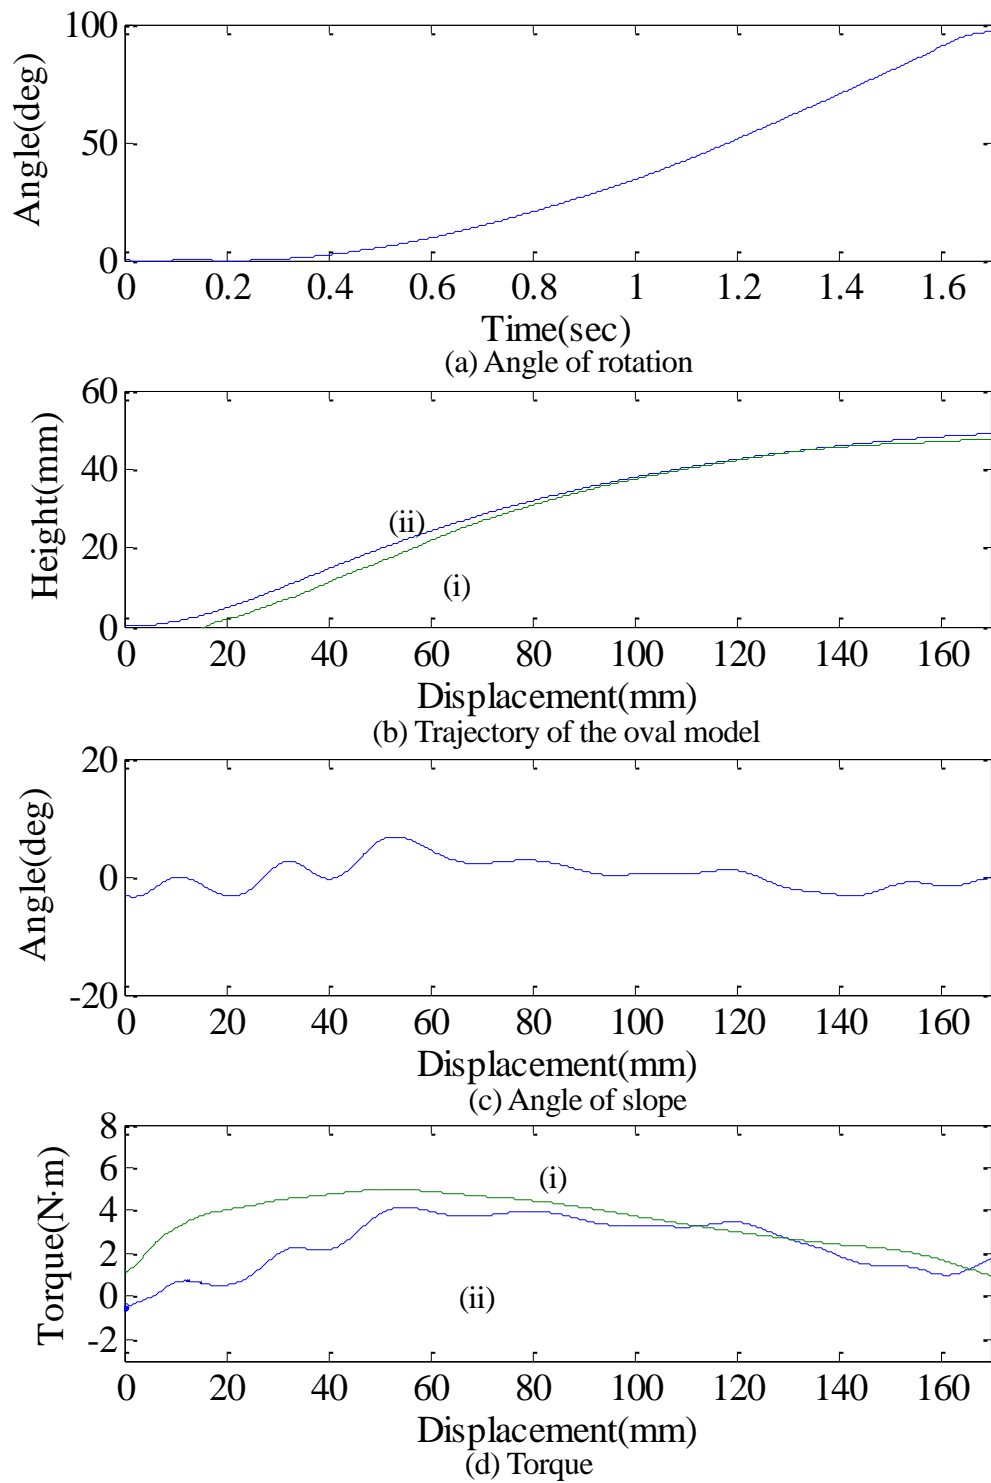 100
50
0
Angle(deg)
0 0.2 0.4 0.6 0.8 1 1.2 1.4 1.6
Time(sec)
(a) Angle of rotation
60
40
20
0
Height(mm)
(ii)
(i)
0 20 40 60 80 100 120 140 160
Displacement(mm)
(b) Trajectory of the oval model
20
0
-20
Angle(deg)
0 20 40 60 80 100 120 140 160
Displacement(mm)
(c) Angle of slope
8
6
4
2
0
-2
Torque(N·m)
(i)
(ii)
0 20 40 60 80 100 120 140 160
Displacement(mm)
(d) Torque